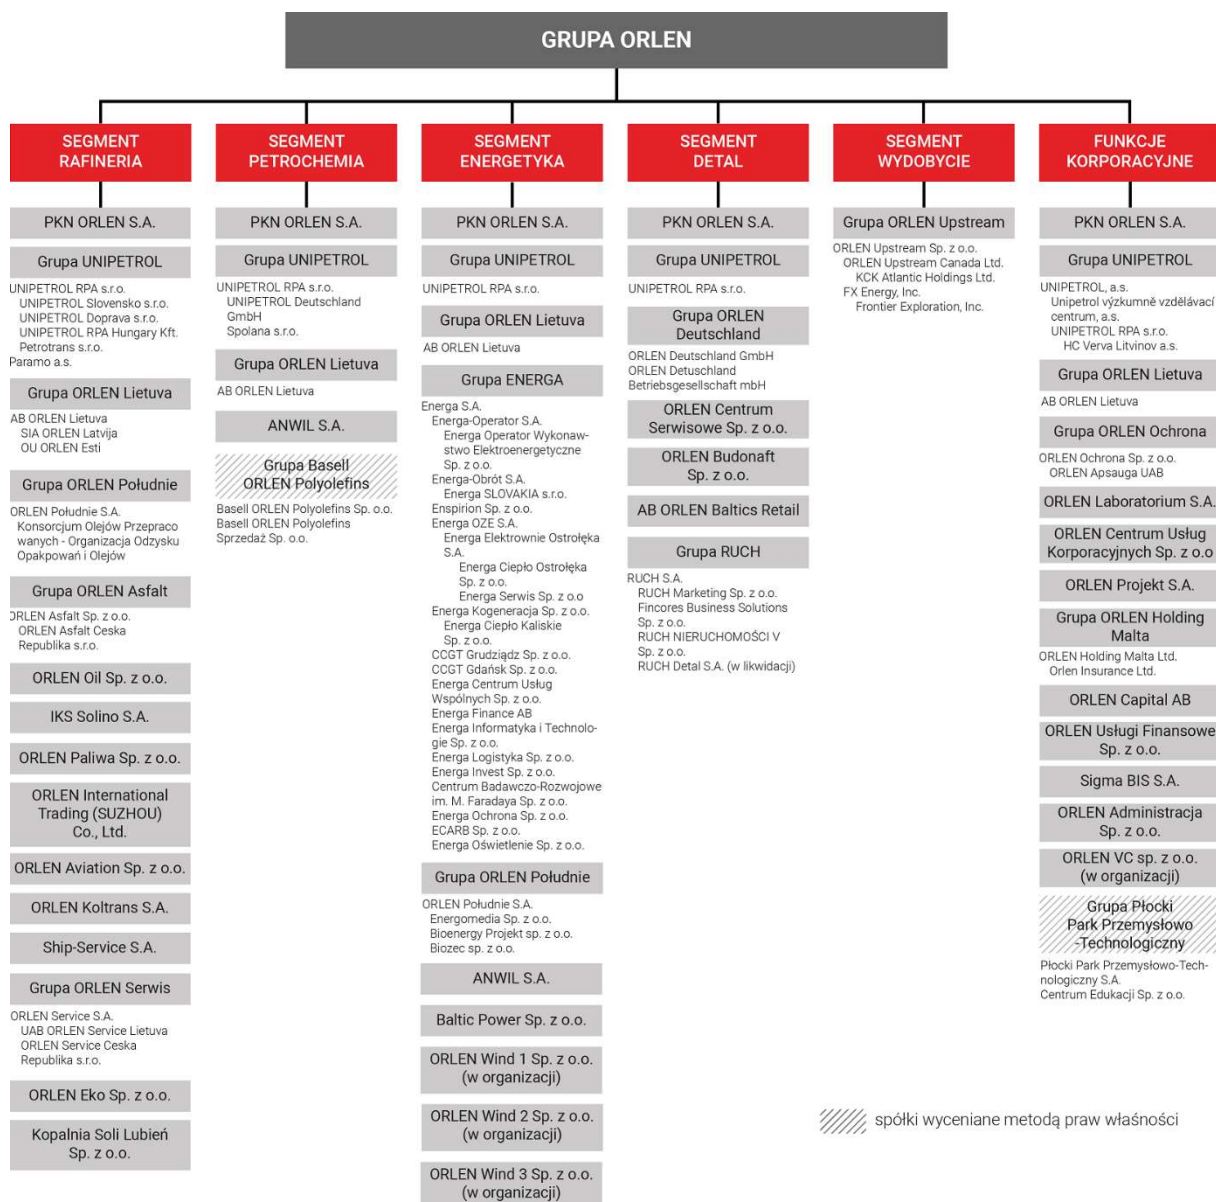 GRUPA ORLEN
SEGMENT
RAFINERIA
PKN ORLEN S.A.
Grupa UNIPETROL
UNIPETROL RPA s.r.o.
UNIPETROL Slovensko s.r.o.
UNIPETROL Doprava s.r.o.
UNIPETROL RPA Hungary Kft.
Petrotrans s.r.o.
Paramo a.s.
Grupa ORLEN Lietuva
AB ORLEN Lietuva
SIA ORLEN Latvija
OU ORLEN Esti
Grupa ORLEN Południe
ORLEN Południe S.A.
Konsorcjum Olejów Przepraco
wanych - Organizacja Odzysku
Opakpowań i Olejów
Grupa ORLEN Asfalt
ORLEN Asfalt Sp. z o.o.
ORLEN Asfalt Ceska
Republika s.r.o.
ORLEN Oil Sp. z o.o.
IKS Solino S.A.
ORLEN Paliwa Sp. z o.o.
ORLEN International
Trading (SUZHOU)
Co., Ltd.
ORLEN Aviation Sp. z o.o.
ORLEN Koltrans S.A.
Ship-Service S.A.
Grupa ORLEN Serwis
ORLEN Service S.A.
UAB ORLEN Service Lietuva
ORLEN Service Ceska
Republika s.r.o.
ORLEN Eko Sp. z o.o.
Kopalnia Soli Lubień
Sp. z o.o.
SEGMENT
PETROCHEMIA
PKN ORLEN S.A.
Grupa UNIPETROL
UNIPETROL RPA s.r.o.
UNIPETROL Deutschland
GmbH
Spolana s.r.o.
Grupa ORLEN Lietuva
AB ORLEN Lietuva
ANWIL S.A.
Grupa Basell
ORLEN Polyolefins
Basell ORLEN Polyolefins Sp. o.o.
Basell ORLEN Polyolefins
Sprzedaż Sp. o.o.
SEGMENT
ENERGETYKA
PKN ORLEN S.A.
Grupa UNIPETROL
UNIPETROL RPA s.r.o.
Grupa ORLEN Lietuva
AB ORLEN Lietuva
Grupa ENERGA
Energa S.A.
Energa-Operator S.A.
Energa Operator Wykonaw-
stwo Elektroenergetyczne
Sp. z o.o.
Energa-Obrót S.A.
Energa SLOVAKIA s.r.o.
Enspirion Sp. z o.o.
Energa OZE S.A.
Energa Elektrownie Ostrołęka
S.A.
Energa Ciepło Ostrołęka
Sp. z o.o.
Energa Serwis Sp. z o.o
Energa Kogeneracja Sp. z o.o.
Energa Ciepło Kaliskie
Sp. z o.o.
CCGT Grudziądz Sp. z o.o.
CCGT Gdańsk Sp. z o.o.
Energa Centrum Usług
Wspólnych Sp. z o.o.
Energa Finance AB
Energa Informatyka i Technolo-
gie Sp. z o.o.
Energa Logistyka Sp. z o.o.
Energa Invest Sp. z o.o.
Centrum Badawczo-Rozwojowe
im. M. Faradaya Sp. z o.o.
Energa Ochrona Sp. z o.o.
ECARB Sp. z o.o.
Energa Oświetlenie Sp. z o.o.
Grupa ORLEN Południe
ORLEN Południe S.A.
Energomedia Sp. z o.o.
Bioenergy Projekt sp. z o.o.
Biozec sp. z o.o.
ANWIL S.A.
Baltic Power Sp. z o.o.
ORLEN Wind 1 Sp. z o.o.
(w organizacji)
ORLEN Wind 2 Sp. z o.o.
(w organizacji)
ORLEN Wind 3 Sp. z o.o.
(w organizacji)
SEGMENT
DETAL
PKN ORLEN S.A.
Grupa UNIPETROL
UNIPETROL RPA s.r.o.
Grupa ORLEN
Deutschland
ORLEN Deutschland GmbH
ORLEN Detuschland
Betriebsgesellschaft mbH
ORLEN Centrum
Serwisowe Sp. z o.o.
ORLEN Budonaft
Sp. z o.o.
AB ORLEN Baltics Retail
Grupa RUCH
RUCH S.A.
RUCH Marketing Sp. z o.o.
Fincores Business Solutions
Sp. z o.o.
RUCH NIERUCHOMOŚCI V
Sp. z o.o.
RUCH Detal S.A. (w likwidacji)
SEGMENT
WYDOBYCIE
Grupa ORLEN Upstream
ORLEN Upstream Sp. z o.o.
ORLEN Upstream Canada Ltd.
KCK Atlantic Holdings Ltd.
FX Energy, Inc.
Frontier Exploration, Inc.
FUNKCJE
KORPORACYJNE
PKN ORLEN S.A.
Grupa UNIPETROL
UNIPETROL, a.s.
Unipetrol výzkumně vzdělávací
centrum, a.s.
UNIPETROL RPA s.r.o.
HC Verva Litvinov a.s.
Grupa ORLEN Lietuva
AB ORLEN Lietuva
Grupa ORLEN Ochrona
ORLEN Ochrona Sp. z o.o.
ORLEN Apsauga UAB
ORLEN Laboratorium S.A.
ORLEN Centrum Usług
Korporacyjnych Sp. z o.o
ORLEN Projekt S.A.
Grupa ORLEN Holding
Malta
ORLEN Holding Malta Ltd.
Orlen Insurance Ltd.
ORLEN Capital AB
ORLEN Usługi Finansowe
Sp. z o.o.
Sigma BIS S.A.
ORLEN Administracja
Sp. z o.o.
ORLEN VC sp. z o.o.
(w organizacji)
Grupa Płocki
Park Przemysłowo
-Technologiczny
Płocki Park Przemysłowo-Tech-
nologiczny S.A.
Centrum Edukacji Sp. z o.o.
spółki wyceniane metodą praw własności